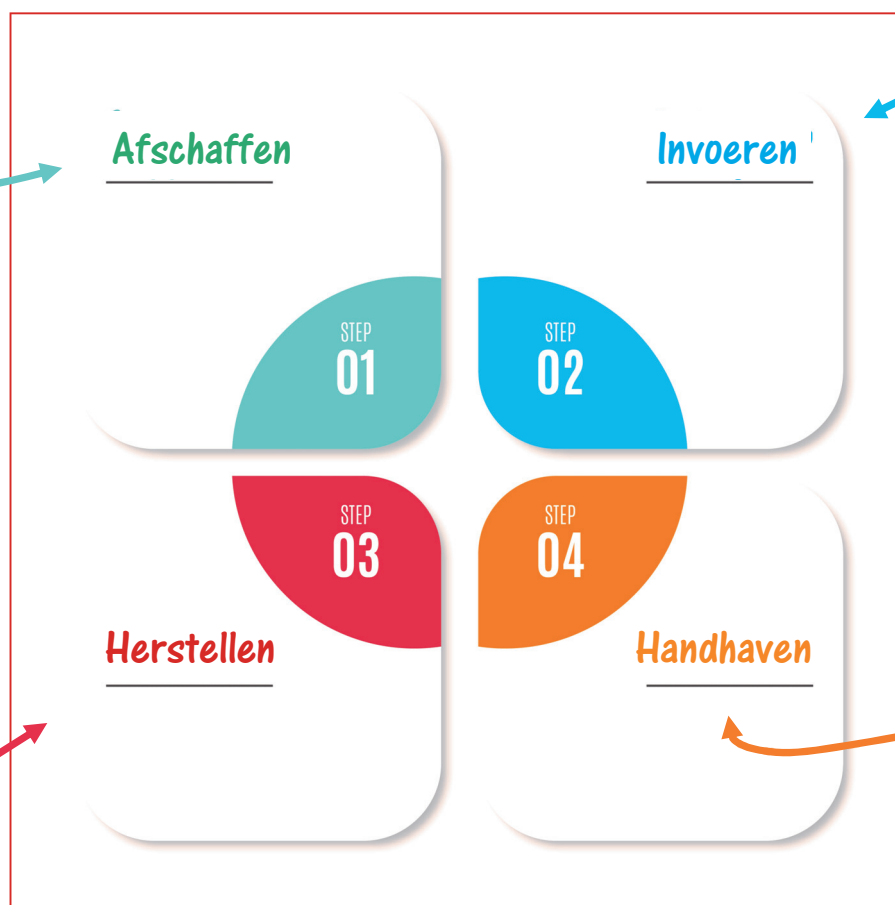 Afschaffen
Invoeren
STEP
01
STEP
02
STEP
03
STEP
04
Herstellen
Handhaven